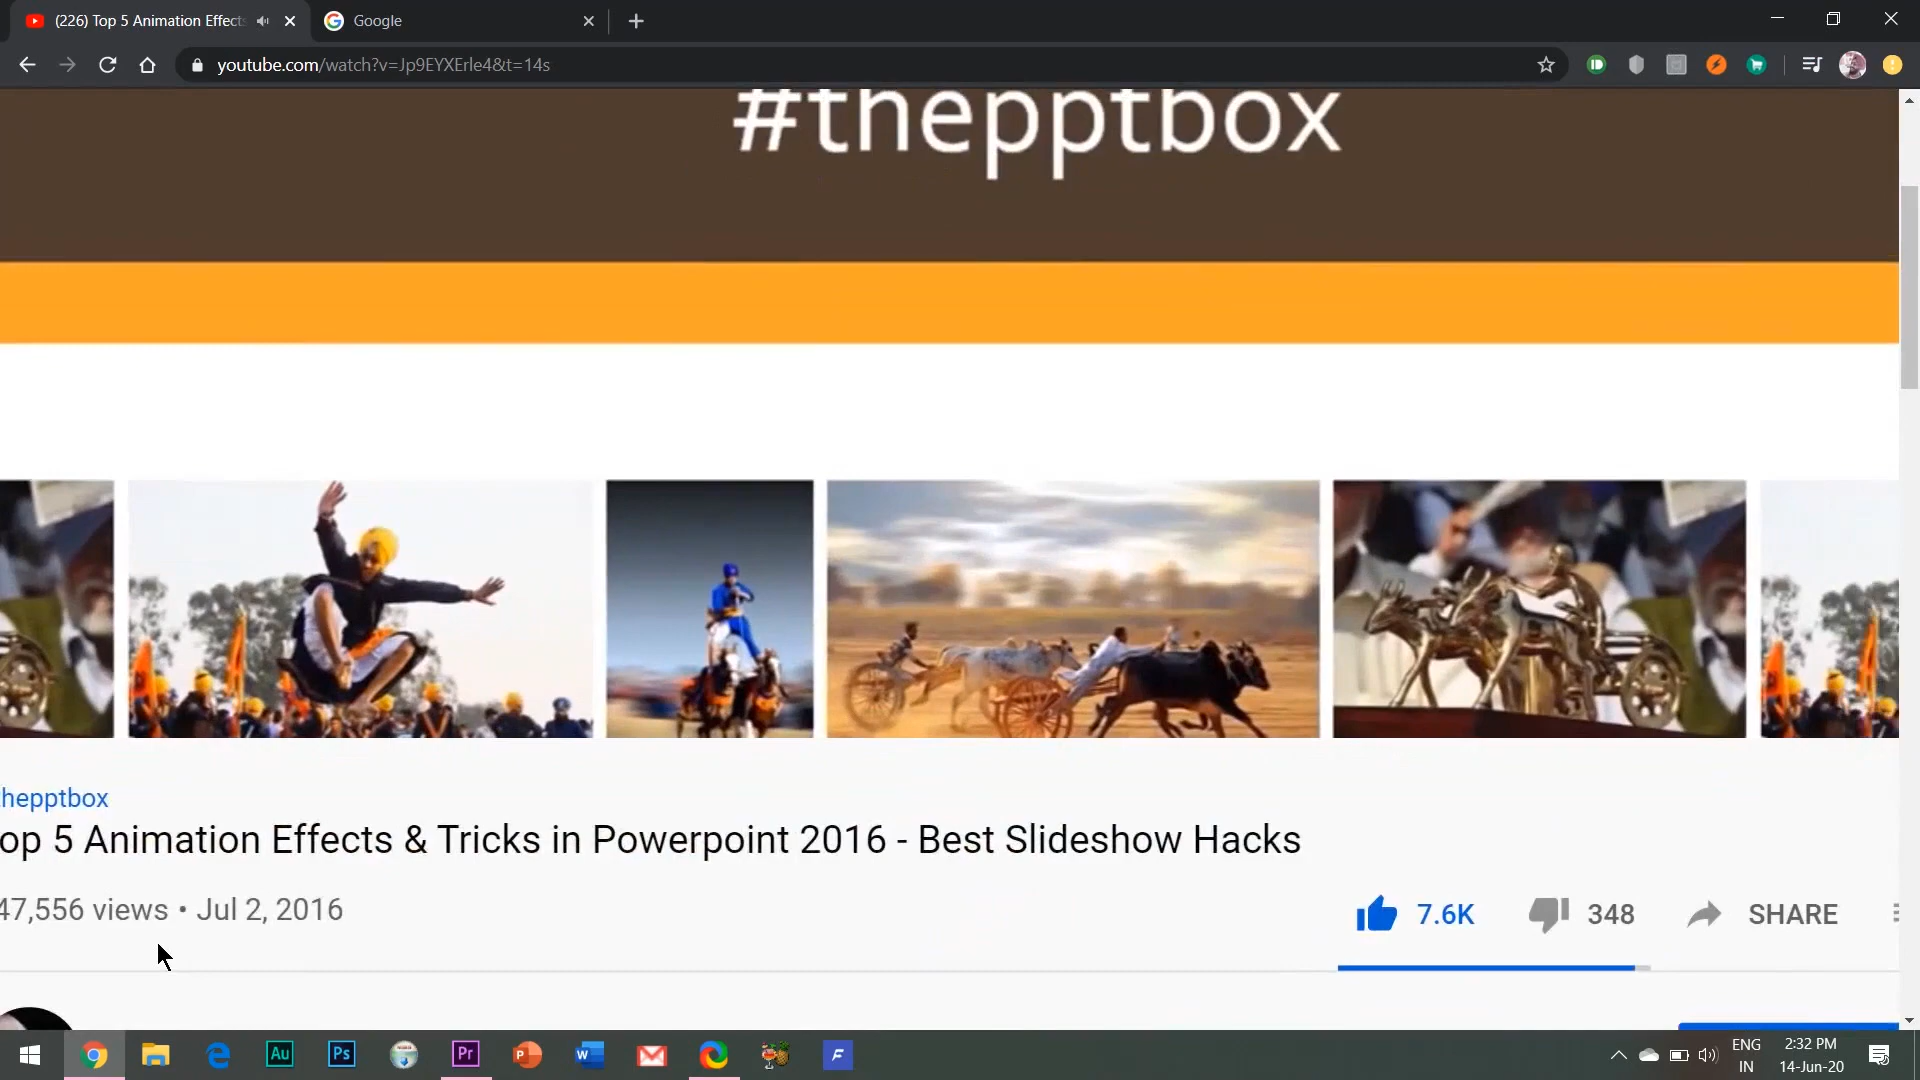 (226) Top 5 Animation Effects
Google
youtube.com/watch?v=Jp9EYXErle4&t=14s
#thepptbox
hepptbox
op 5 Animation Effects & Tricks in Powerpoint 2016 - Best Slideshow Hacks
47,556 views • Jul 2, 2016
7.6K
348
SHARE
Au
Ps
Pr
P
W
F
ENG
IN
2:32 PM
14-Jun-20